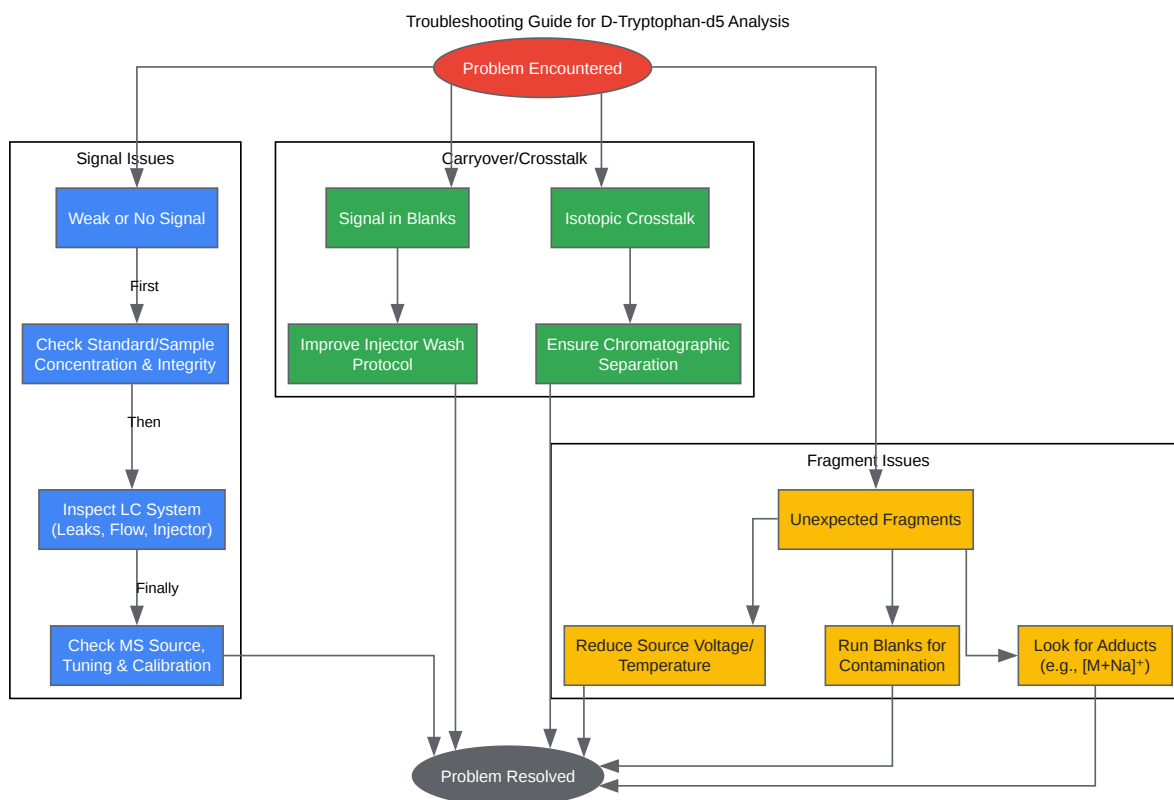 Troubleshooting Guide for D-Tryptophan-d5 Analysis
Problem Encountered
Signal Issues
Weak or No Signal
First
Check Standard/Sample
Concentration & Integrity
Then
Inspect LC System
(Leaks, Flow, Injector)
Finally
Check MS Source,
Tuning & Calibration
Carryover/Crosstalk
Signal in Blanks
Isotopic Crosstalk
Improve Injector Wash
Protocol
Ensure Chromatographic
Separation
Fragment Issues
Unexpected Fragments
Reduce Source Voltage/
Temperature
Run Blanks for
Contamination
Look for Adducts
(e.g., [M+Na]⁺)
Problem Resolved